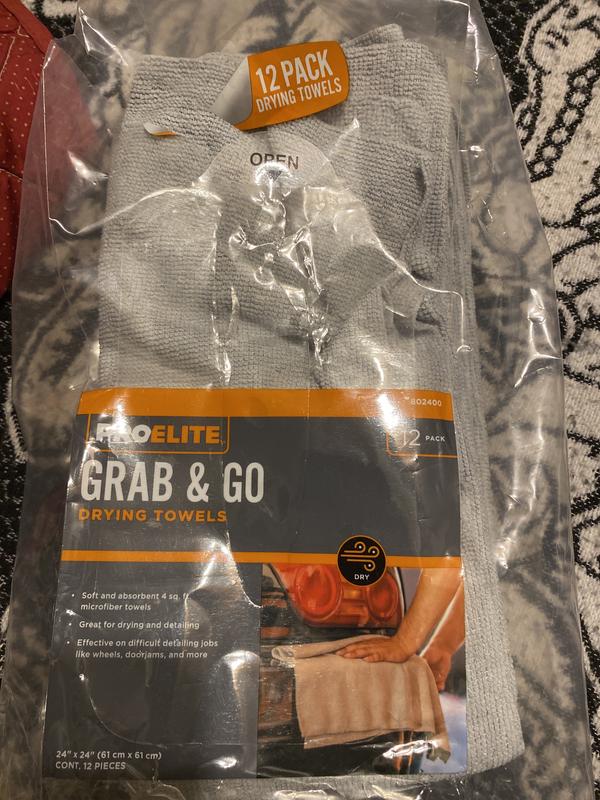 12 PACK
DRYING TOWELS
OPEN
802400
PROELITE
12 PACK
GRAB & GO
DRYING TOWELS
DRY
• Soft and absorbent 4 sq. ft.
microfiber towels
• Great for drying and detailing
• Effective on difficult detailing jobs
like wheels, doorjams, and more
24" x 24" (61 cm x 61 cm)
CONT. 12 PIECES